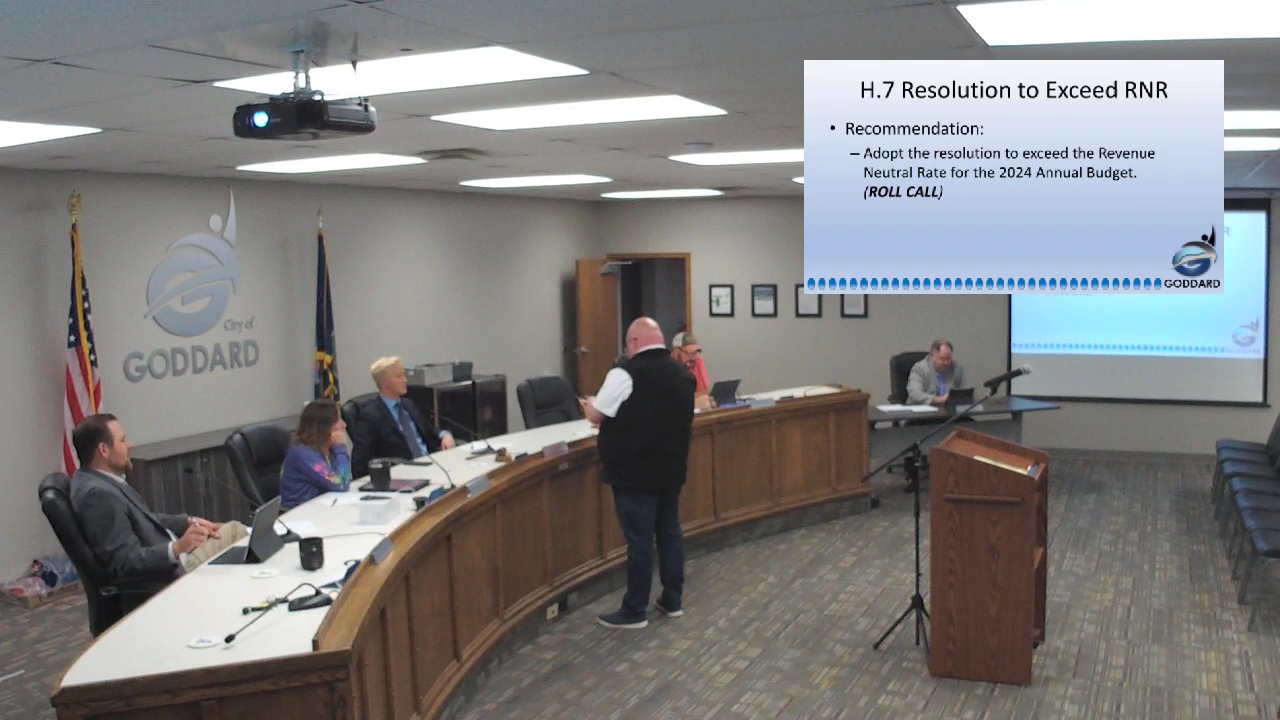 H.7 Resolution to Exceed RNR
• Recommendation:
– Adopt the resolution to exceed the Revenue
Neutral Rate for the 2024 Annual Budget.
(ROLL CALL)
GODDARD
City of
GODDARD